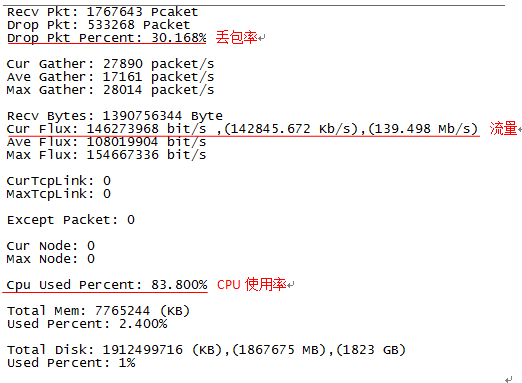 Recv Pkt: 1767643 Pcaket
Drop Pkt: 533268 Packet
Drop Pkt Percent: 30.168% 丢包率
Cur Gather: 27890 packet/s
Ave Gather: 17161 packet/s
Max Gather: 28014 packet/s
Recv Bytes: 1390756344 Byte
Cur Flux: 146273968 bit/s ,(142845.672 Kb/s),(139.498 Mb/s) 流量
Ave Flux: 108019904 bit/s
Max Flux: 154667336 bit/s
CurTcpLink: 0
MaxTcpLink: 0
Except Packet: 0
Cur Node: 0
Max Node: 0
Cpu Used Percent: 83.800% CPU 使用率
Total Mem: 7765244 (KB)
Used Percent: 2.400%
Total Disk: 1912499716 (KB),(1867675 MB),(1823 GB)
Used Percent: 1%